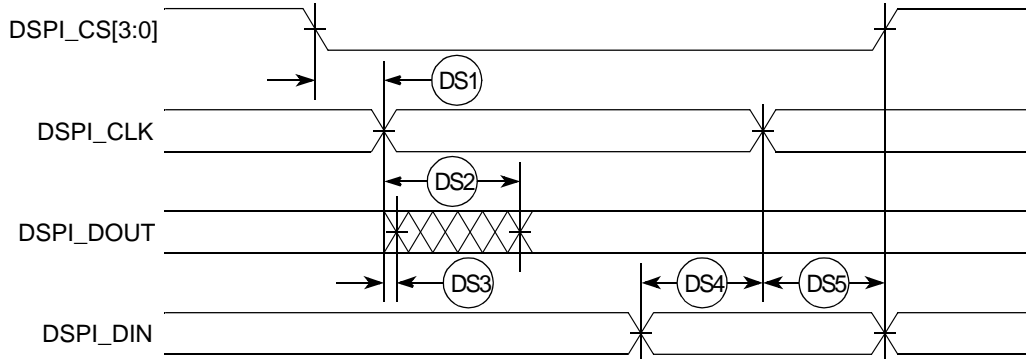 DSPI_CS[3:0]
DS1
DSPI_CLK
DS2
DSPI_DOUT
DS3
DS4
DS5
DSPI_DIN